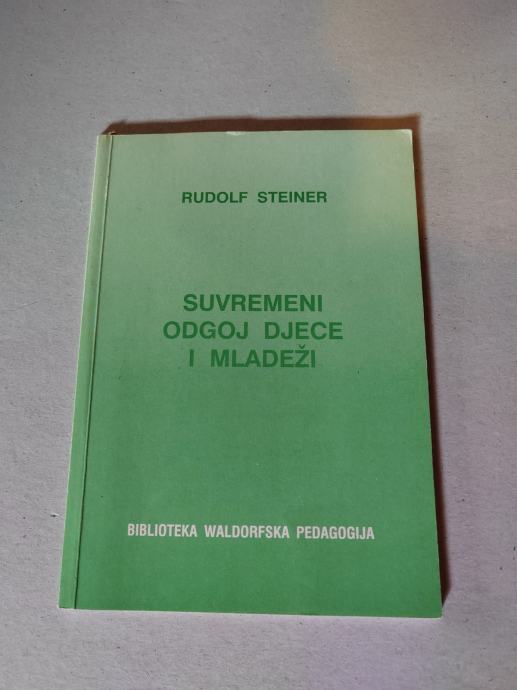 RUDOLF STEINER
SUVREMENI
ODGOJ DJECE
I MLADEŽI
BIBLIOTEKA WALDORFSKA PEDAGOGIJA